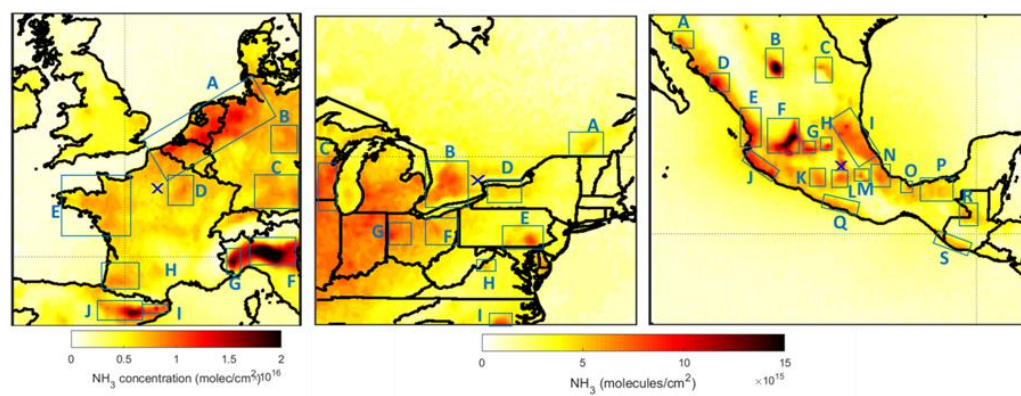 A
B
C
D
E
F
G
H
I
J
0 0.5 1 1.5 2
NH3 concentration (molec/cm2) 10^16
A
B
C
D
E
F
G
H
I
0 5 10 15
NH3 (molecules/cm2) ×10^15
A
B
C
D
E
F
G
H
I
J
K
L
M
N
O
P
Q
R
S